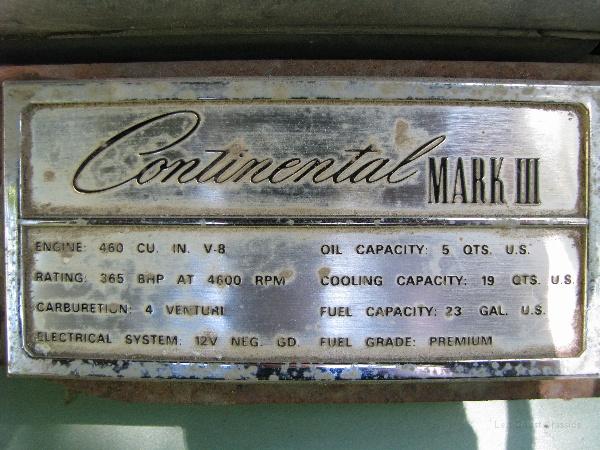 Continental MARK III
ENGINE: 460 CU. IN. V-8
RATING: 365 BHP AT 4600 RPM
CARBURETION: 4 VENTURI
ELECTRICAL SYSTEM: 12V NEG. GD.
OIL CAPACITY: 5 QTS. U.S.
COOLING CAPACITY: 19 QTS. U.S.
FUEL CAPACITY: 23 GAL. U.S.
FUEL GRADE: PREMIUM